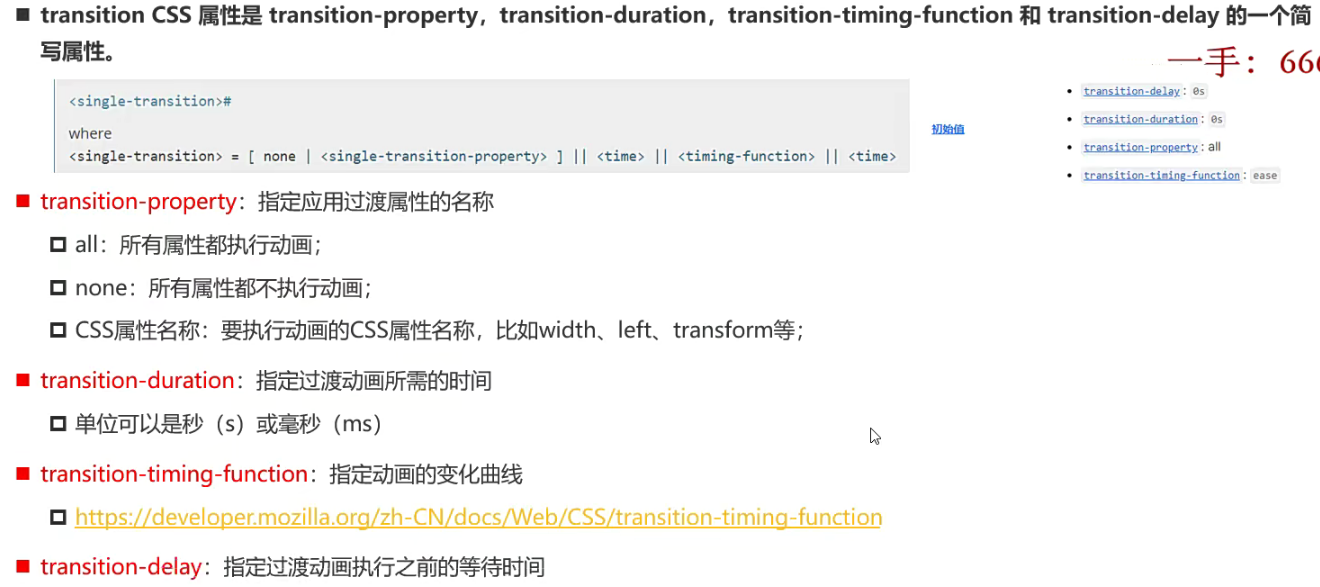 transition CSS 属性是 transition-property，transition-duration，transition-timing-function 和 transition-delay 的一个简
写属性。
一手：
<single-transition>#
where
<single-transition> = [ none | <single-transition-property> ] || <time> || <timing-function> || <time>
初始值
transition-delay：0s
transition-duration：0s
transition-property：all
transition-timing-function：ease
transition-property：指定应用过渡属性的名称
all：所有属性都执行动画；
none：所有属性都不执行动画；
CSS属性名称：要执行动画的CSS属性名称，比如width、left、transform等；
transition-duration：指定过渡动画所需的时间
单位可以是秒（s）或毫秒（ms）
transition-timing-function：指定动画的变化曲线
https://developer.mozilla.org/zh-CN/docs/Web/CSS/transition-timing-function
transition-delay：指定过渡动画执行之前的等待时间